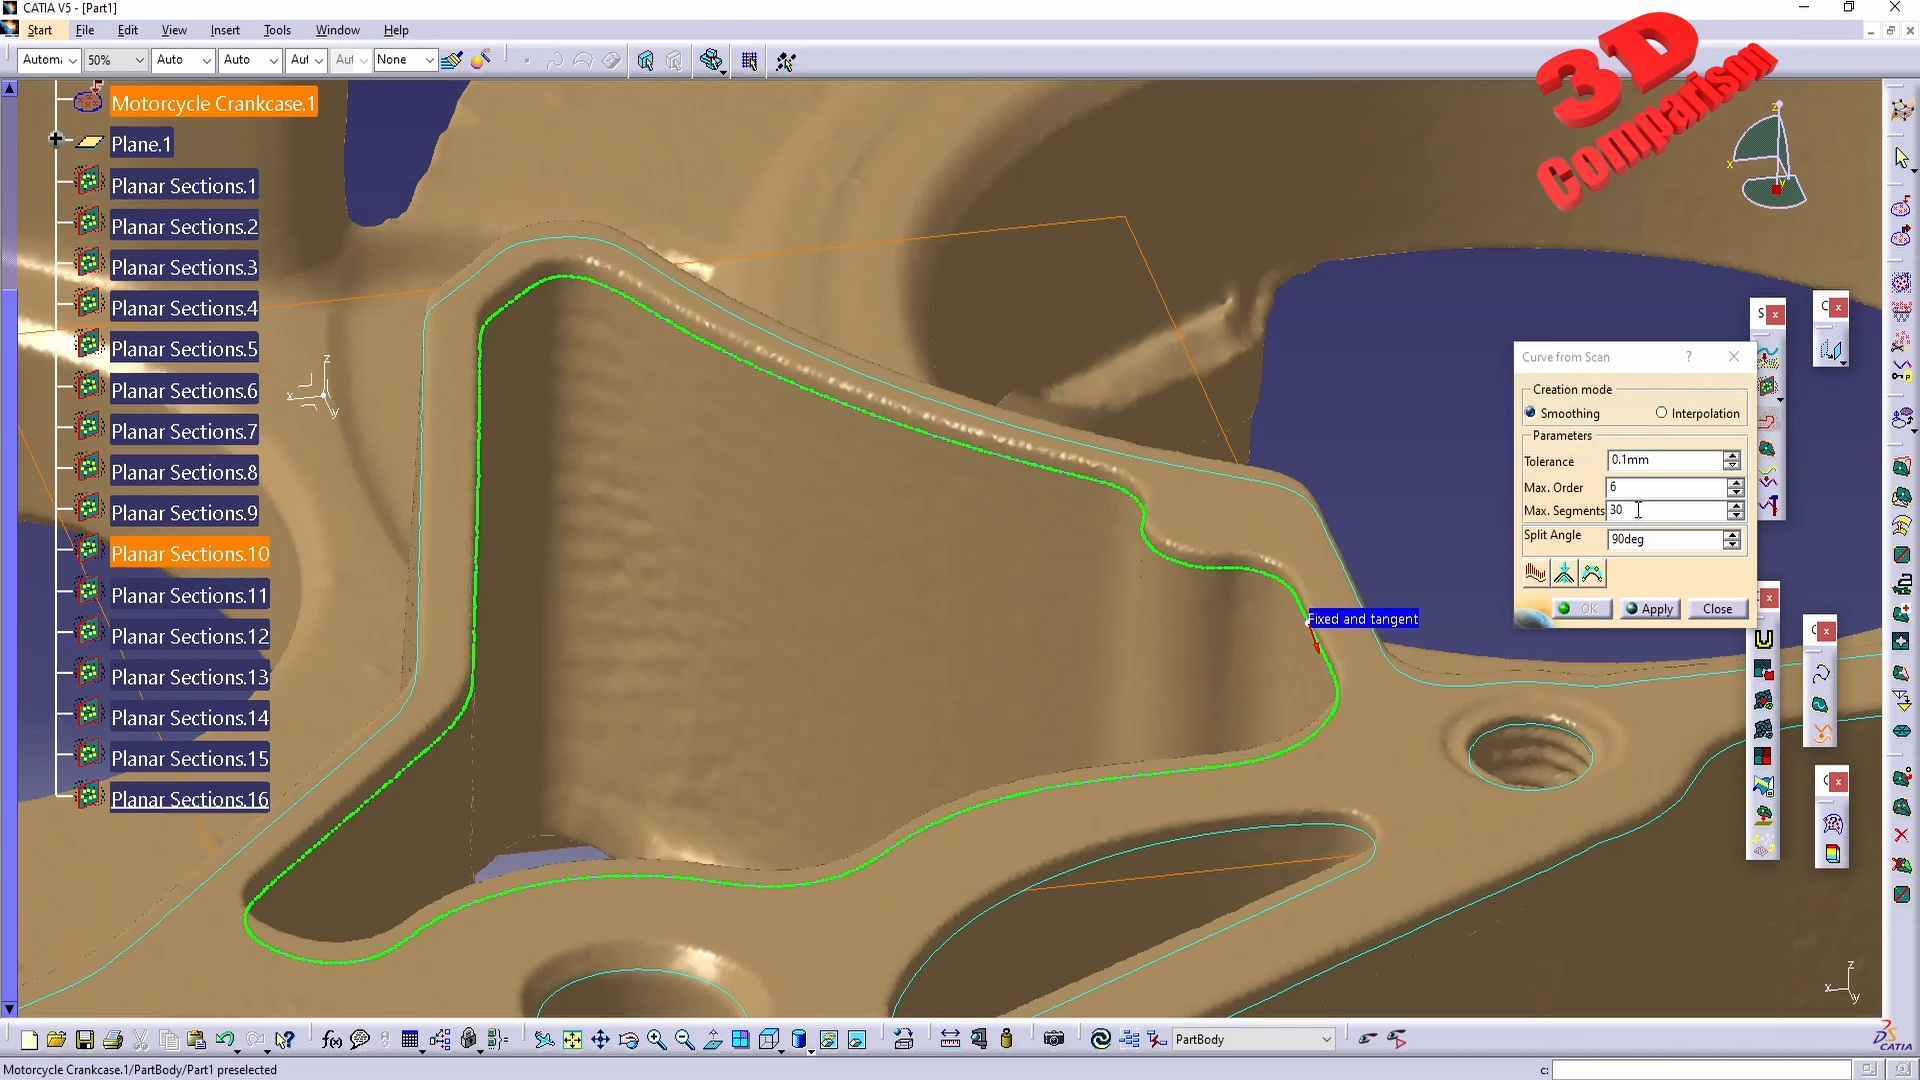 CATIA V5 - [Part1]
Start File Edit View Insert Tools Window Help
Autom 50% Auto Auto Aut Aut None
3D
Comparison
Motorcycle Crankcase.1
Plane.1
Planar Sections.1
Planar Sections.2
Planar Sections.3
Planar Sections.4
Planar Sections.5
Planar Sections.6
Planar Sections.7
Planar Sections.8
Planar Sections.9
Planar Sections.10
Planar Sections.11
Planar Sections.12
Planar Sections.13
Planar Sections.14
Planar Sections.15
Planar Sections.16
z
x
y
z
x
y
S
C
Curve from Scan ?
Creation mode
Smoothing Interpolation
Parameters
Tolerance 0.1mm
Max. Order 6
Max. Segments 30
Split Angle 90deg
OK Apply Close
Fixed and tangent
z
x
y
PartBody
CATIA
Motorcycle Crankcase.1/PartBody/Part1 preselected
c: